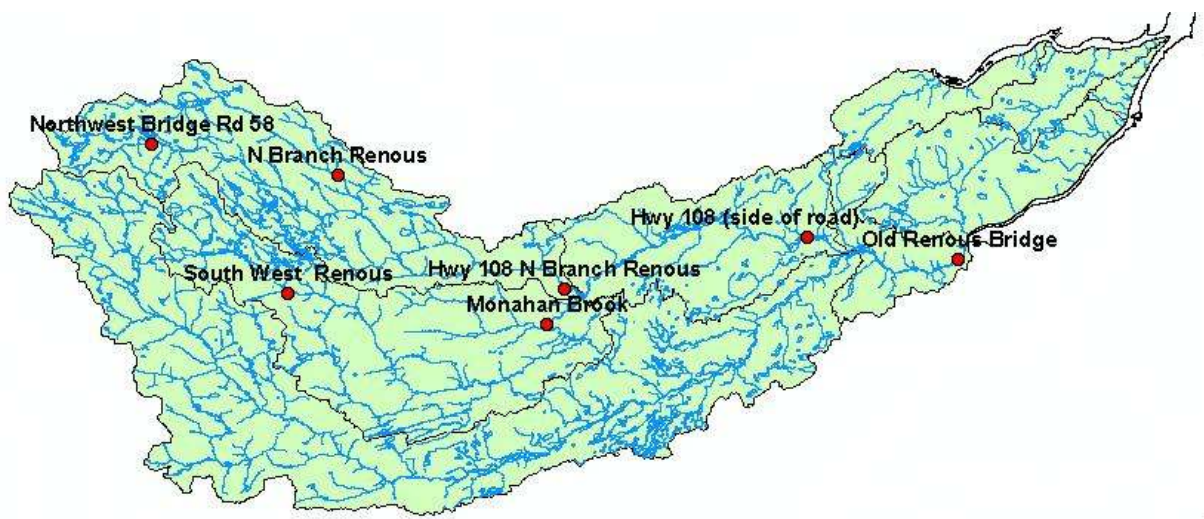 Northwest Bridge Rd 58
N Branch Renous
Hwy 108 (side of road)
Old Renous Bridge
South West Renous
Hwy 108 N Branch Renous
Monahan Brook